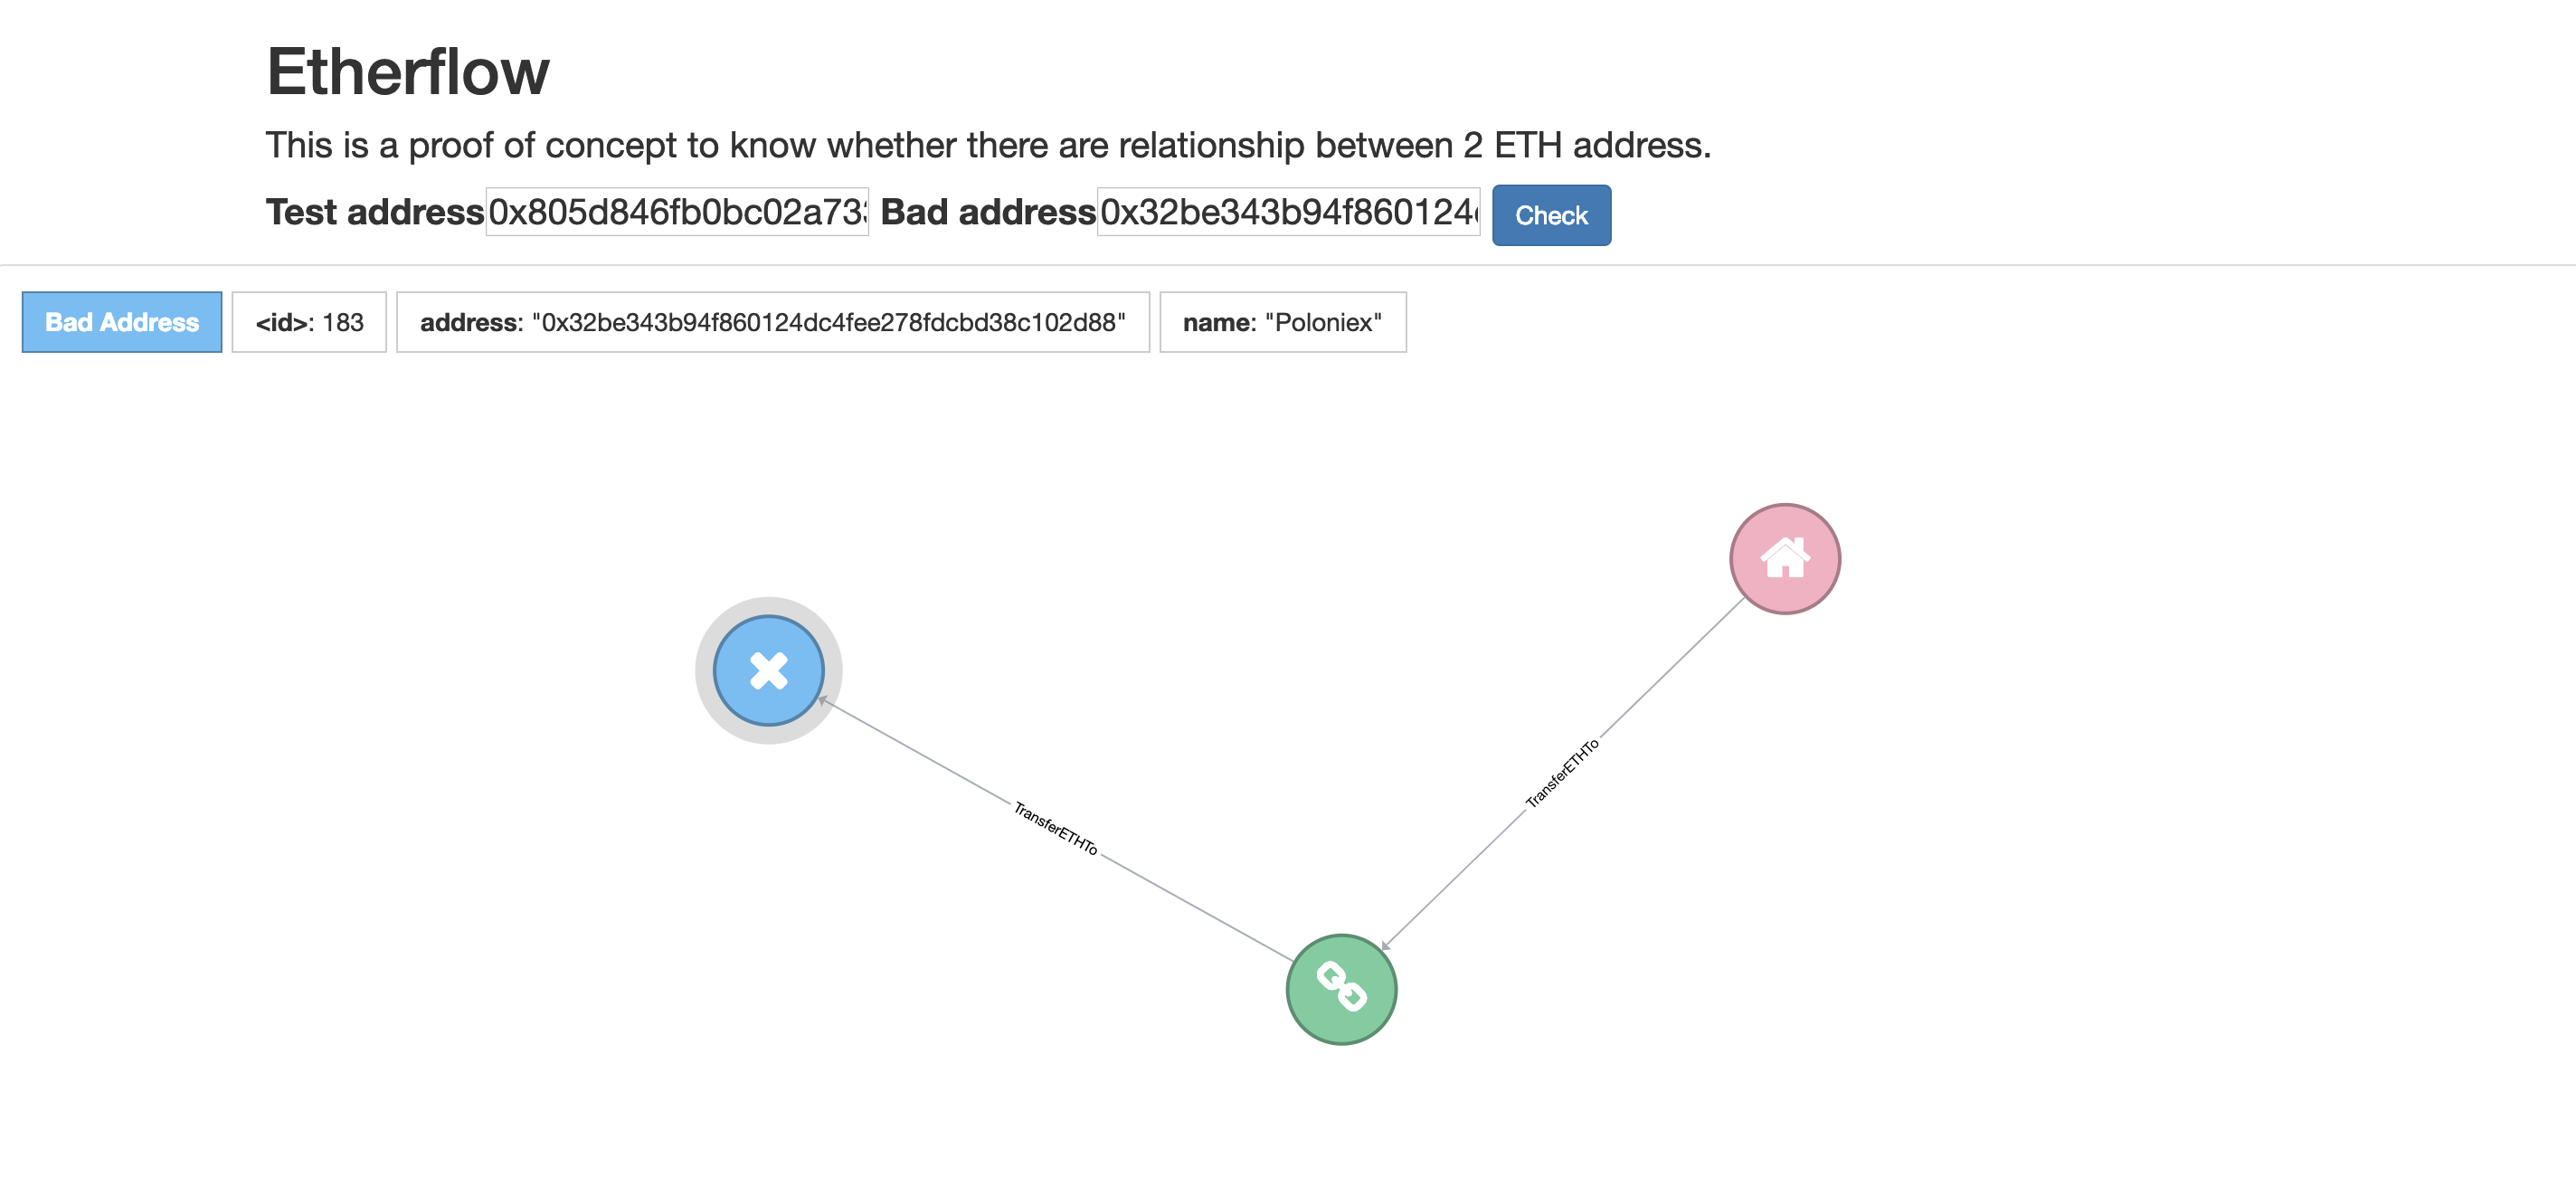 Etherflow
This is a proof of concept to know whether there are relationship between 2 ETH address.
Test address 0x805d846fb0bc02a73 Bad address 0x32be343b94f860124 Check
Bad Address <id>: 183 address: "0x32be343b94f860124dc4fee278fdcbd38c102d88" name: "Poloniex"
TransferETHTo
TransferETHTo